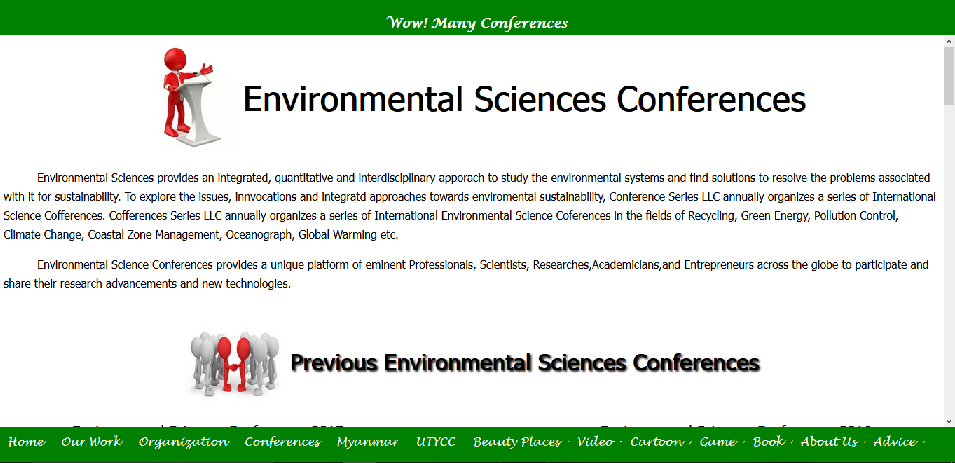 Wow! Many Conferences
Environmental Sciences Conferences
Environmental Sciences provides an integrated, quantitative and interdisciplinary apporach to study the environmental systems and find solutions to resolve the problems associated
with it for sustainability. To explore the issues, innvocations and integratd approaches towards enviromental sustainability, Conference Series LLC annually organizes a series of International
Science Cofferences. Cofferences Series LLC annually organizes a series of International Environmental Science Coferences in the fields of Recycling, Green Energy, Pollution Control,
Climate Change, Coastal Zone Management, Oceanograph, Global Warming etc.
Environmental Science Conferences provides a unique platform of eminent Professionals, Scientists, Researches,Academicians,and Entrepreneurs across the globe to participate and
share their research advancements and new technologies.
Previous Environmental Sciences Conferences
Home Our Work Organization Conferences Myanmar UTYCC Beauty Places Video Cartoon Game Book About Us Advice